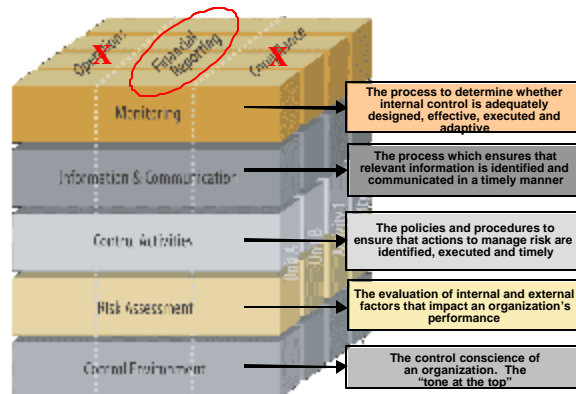 Operations
X
Financial
Reporting
Compliance
X
Monitoring
The process to determine whether
internal control is adequately
designed, effective, executed and
adaptive
Information & Communication
The process which ensures that
relevant information is identified and
communicated in a timely manner
Control Activities
The policies and procedures to
ensure that actions to manage risk are
identified, executed and timely
Unit A
Unit B
Activity 1
Risk Assessment
The evaluation of internal and external
factors that impact an organization's
performance
Control Environment
The control conscience of
an organization. The
"tone at the top"